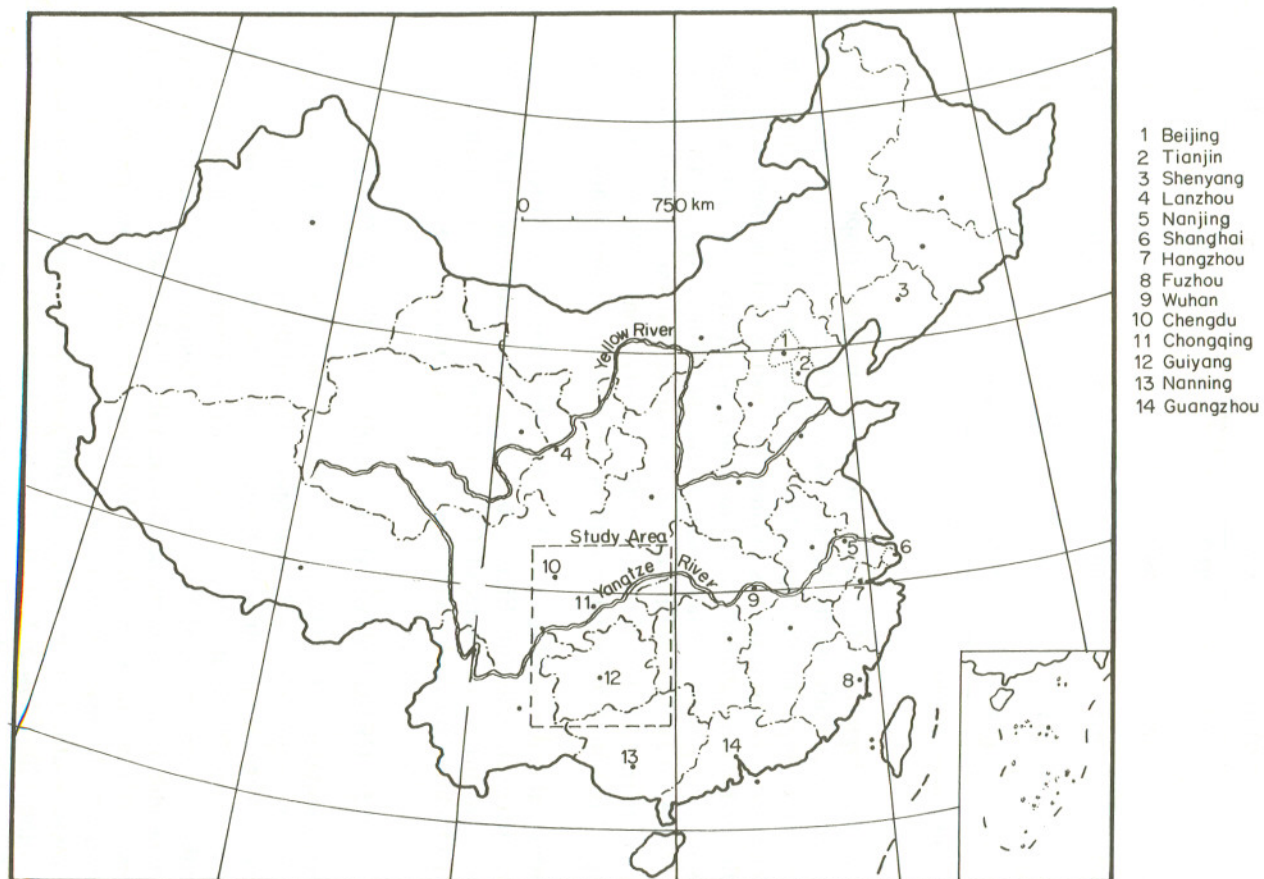 0 750 km
Yellow River
1
2
3
4
Study Area
5
6
10
Yangtze River
11
9
7
12
8
13
14
1 Beijing
2 Tianjin
3 Shenyang
4 Lanzhou
5 Nanjing
6 Shanghai
7 Hangzhou
8 Fuzhou
9 Wuhan
10 Chengdu
11 Chongqing
12 Guiyang
13 Nanning
14 Guangzhou